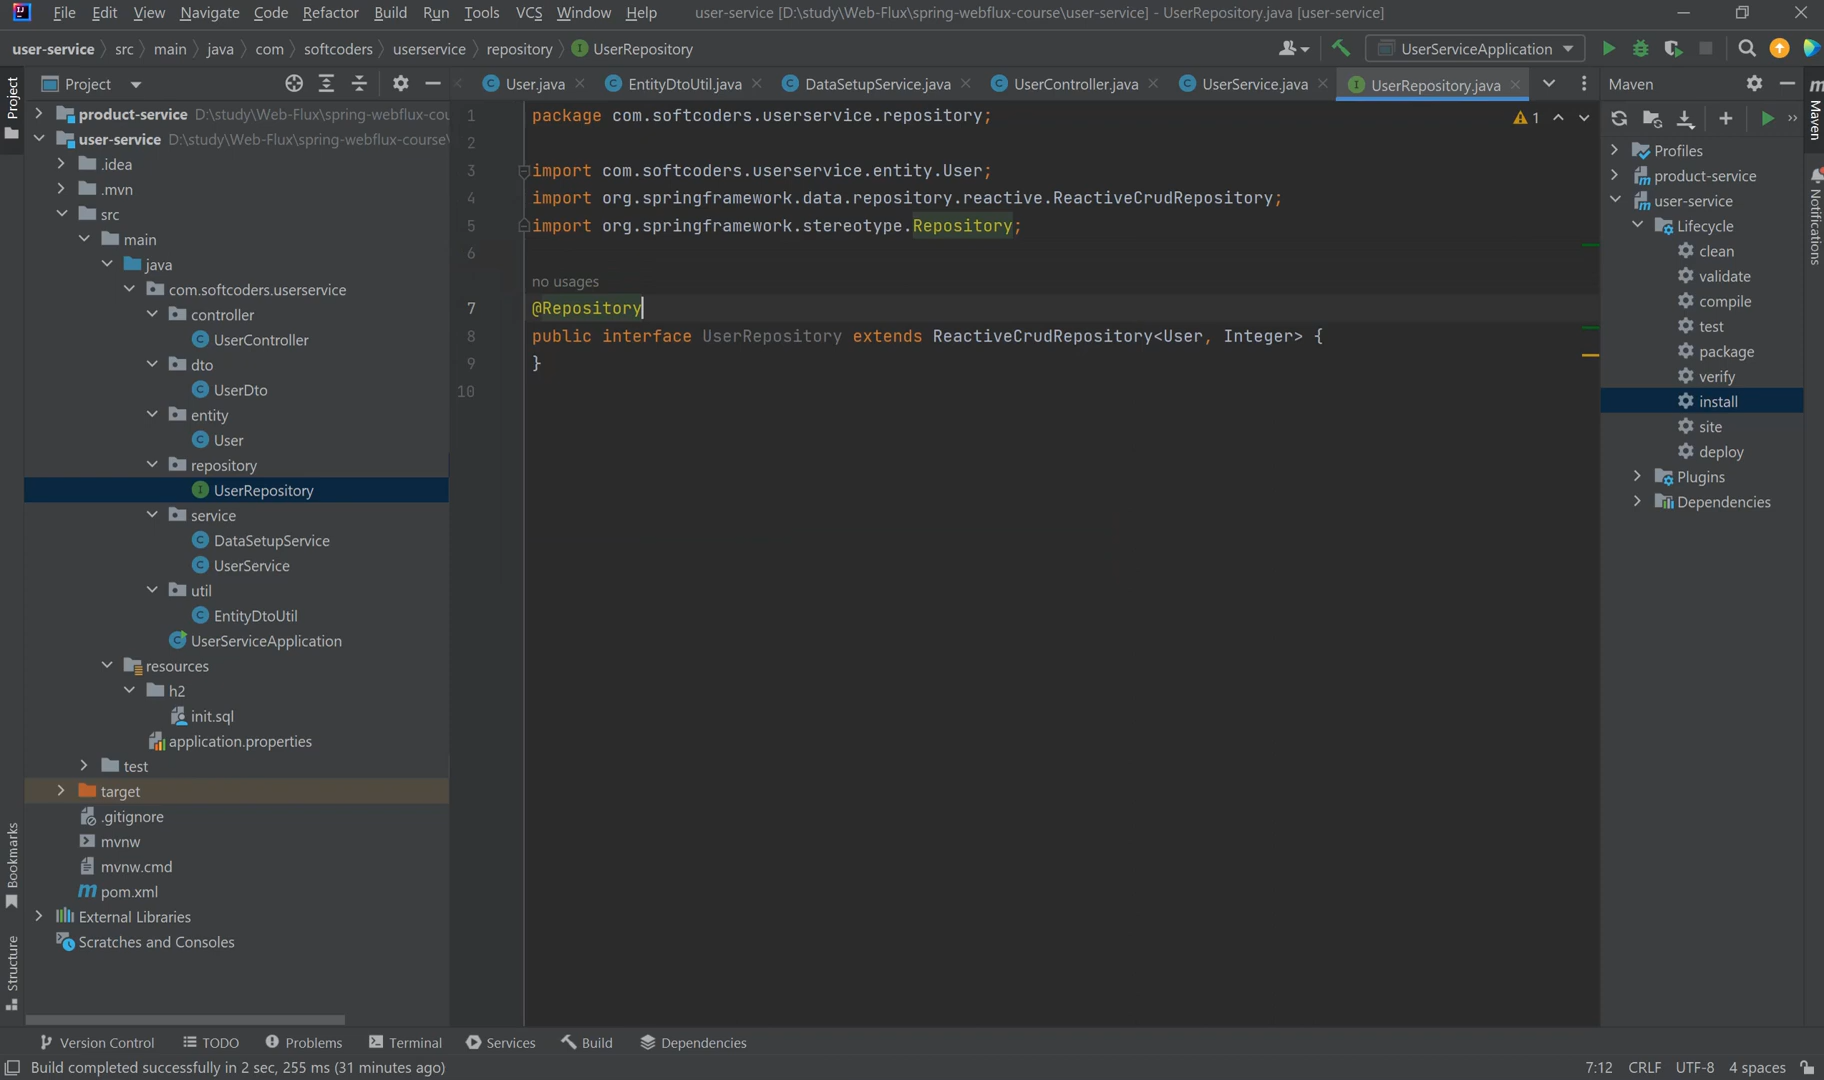 File Edit View Navigate Code Refactor Build Run Tools VCS Window Help user-service [D:\study\Web-Flux\spring-webflux-course\user-service] - UserRepository.java [user-service]
user-service src main java com softcoders userservice repository UserRepository UserServiceApplication
Project User.java EntityDtoUtil.java DataSetupService.java UserController.java UserService.java UserRepository.java Maven
product-service D:\study\Web-Flux\spring-webflux-cou
user-service D:\study\Web-Flux\spring-webflux-course\
.idea
.mvn
src
main
java
com.softcoders.userservice
controller
UserController
dto
UserDto
entity
User
repository
UserRepository
service
DataSetupService
UserService
util
EntityDtoUtil
UserServiceApplication
resources
h2
init.sql
application.properties
test
target
.gitignore
mvnw
mvnw.cmd
pom.xml
External Libraries
Scratches and Consoles
1 package com.softcoders.userservice.repository;
2
3 import com.softcoders.userservice.entity.User;
4 import org.springframework.data.repository.reactive.ReactiveCrudRepository;
5 import org.springframework.stereotype.Repository;
6
no usages
7 @Repository
8 public interface UserRepository extends ReactiveCrudRepository<User, Integer> {
9 }
10
1
Profiles
product-service
user-service
Lifecycle
clean
validate
compile
test
package
verify
install
site
deploy
Plugins
Dependencies
Project
Bookmarks
Structure
Maven
Notifications
Version Control TODO Problems Terminal Services Build Dependencies
Build completed successfully in 2 sec, 255 ms (31 minutes ago) 7:12 CRLF UTF-8 4 spaces